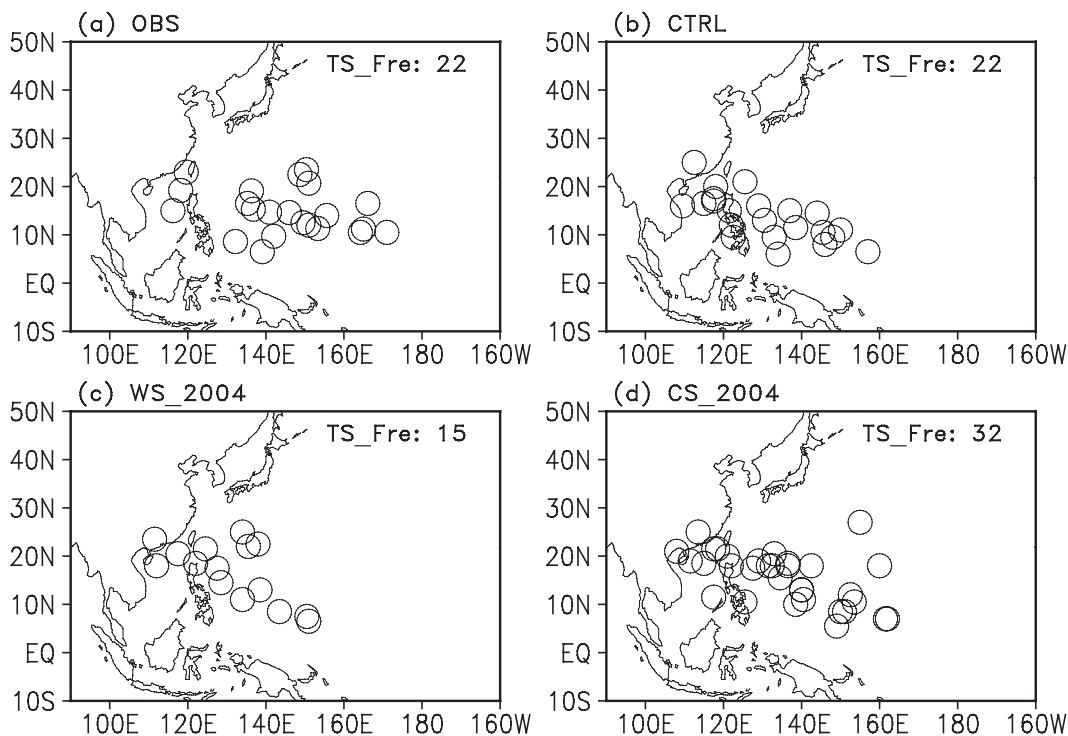 (a) OBS
TS_Fre: 22
50N
40N
30N
20N
10N
EQ
10S
100E 120E 140E 160E 180 160W
(b) CTRL
TS_Fre: 22
50N
40N
30N
20N
10N
EQ
10S
100E 120E 140E 160E 180 160W
(c) WS_2004
TS_Fre: 15
50N
40N
30N
20N
10N
EQ
10S
100E 120E 140E 160E 180 160W
(d) CS_2004
TS_Fre: 32
50N
40N
30N
20N
10N
EQ
10S
100E 120E 140E 160E 180 160W